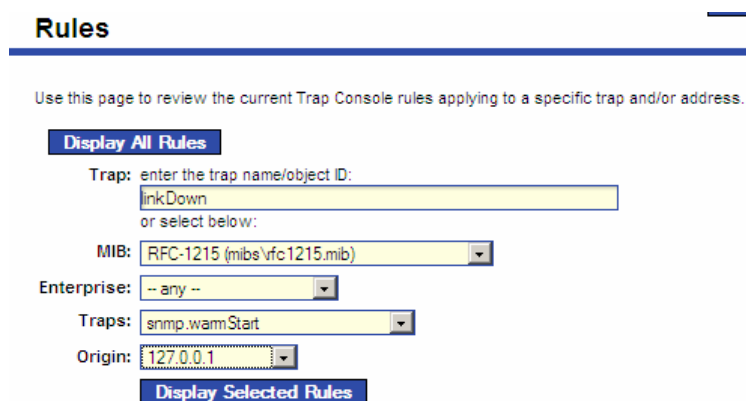 Rules
Use this page to review the current Trap Console rules applying to a specific trap and/or address.
Display All Rules
Trap: enter the trap name/object ID:
linkDown
or select below:
MIB: RFC-1215 (mibs\rfc1215.mib)
Enterprise: -- any --
Traps: snmp.warmStart
Origin: 127.0.0.1
Display Selected Rules